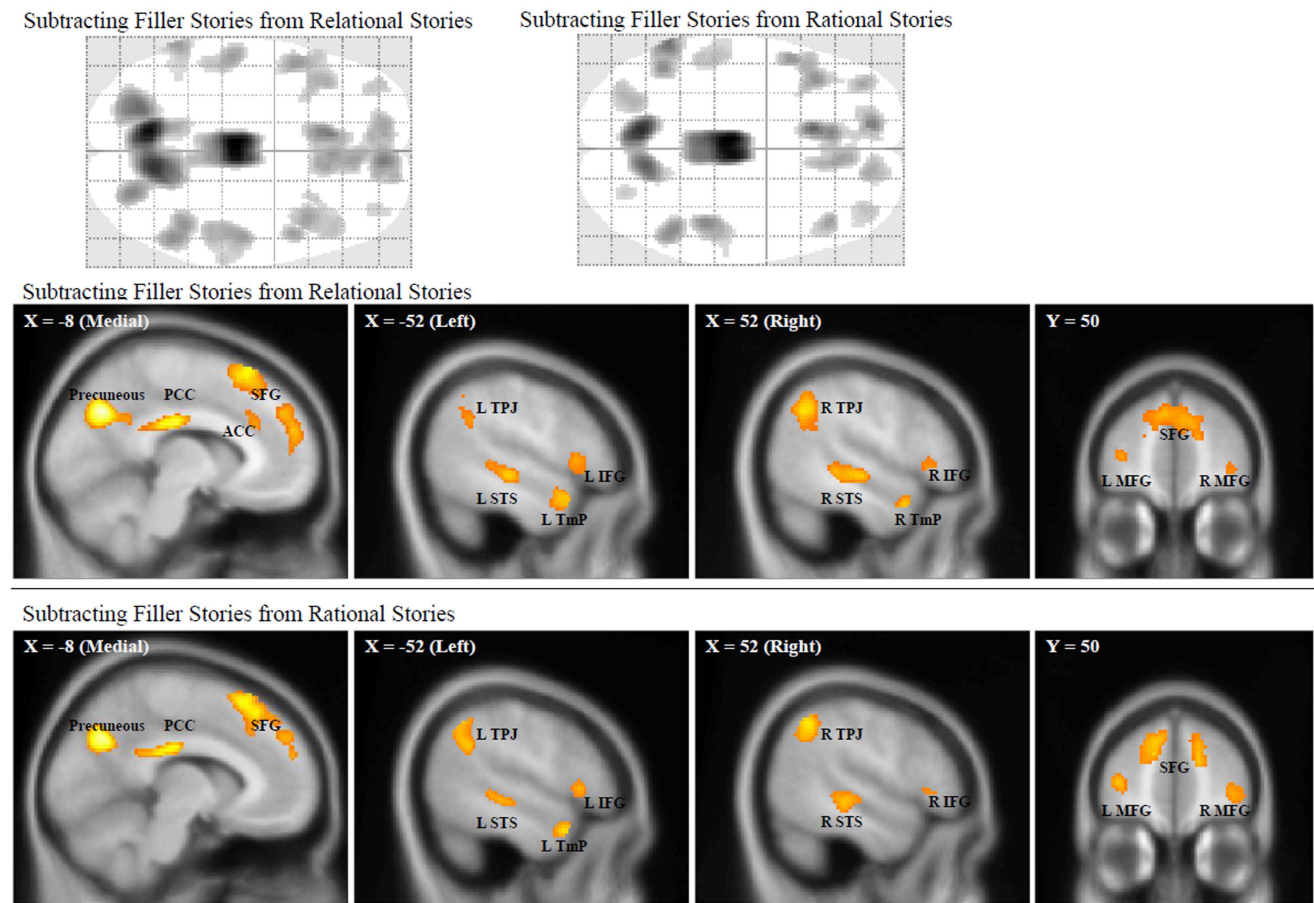 Subtracting Filler Stories from Relational Stories
Subtracting Filler Stories from Rational Stories
Subtracting Filler Stories from Relational Stories
X = -8 (Medial)
Precuneous
PCC
SFG
ACC
X = -52 (Left)
L TPJ
L IFG
L STS
L TmP
X = 52 (Right)
R TPJ
R IFG
R STS
R TmP
Y = 50
SFG
L MFG
R MFG
Subtracting Filler Stories from Rational Stories
X = -8 (Medial)
Precuneous
PCC
SFG
X = -52 (Left)
L TPJ
L IFG
L STS
L TmP
X = 52 (Right)
R TPJ
R IFG
R STS
Y = 50
SFG
L MFG
R MFG